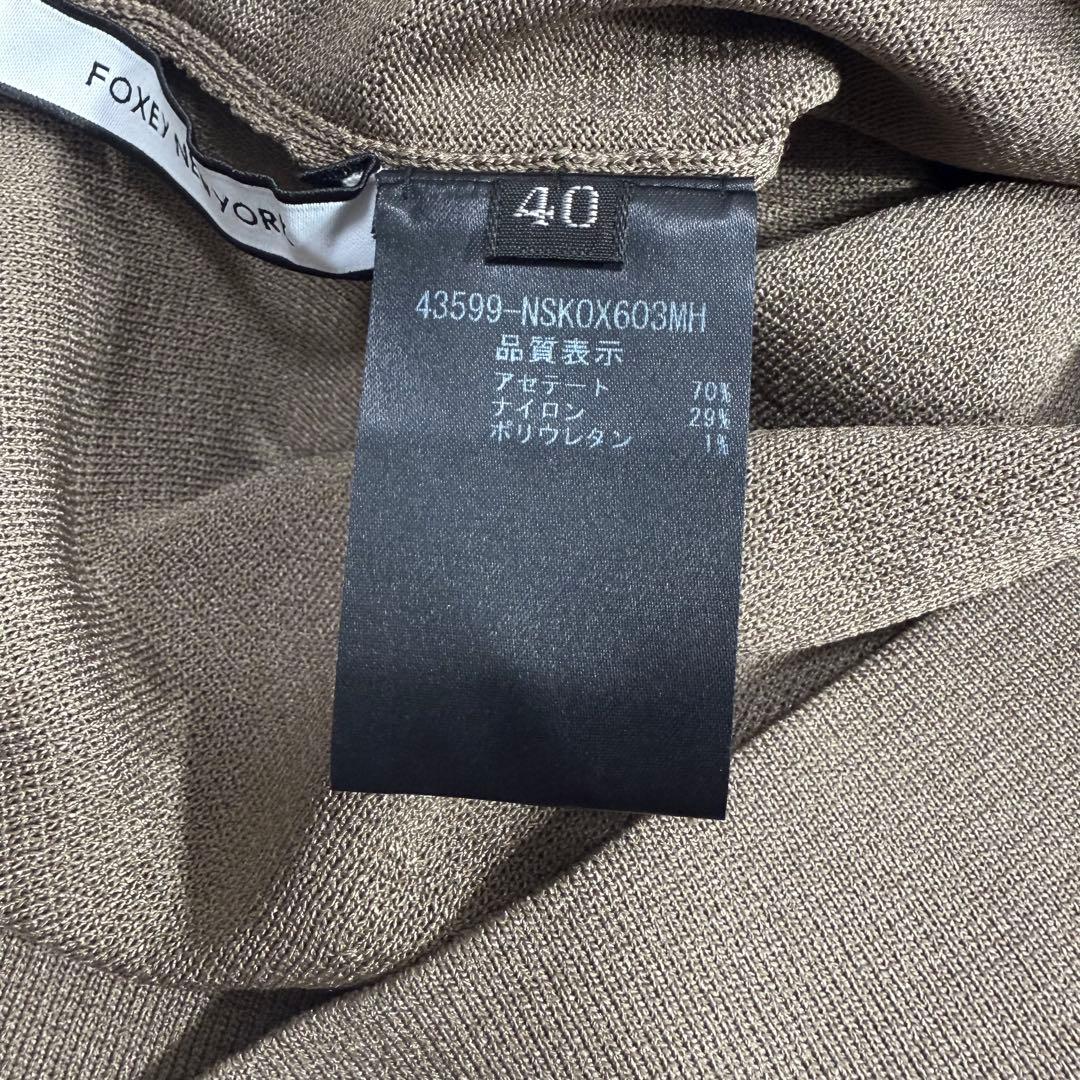 FOXEY NEW YORK
40
43599-NSKOX603MH
品質表示
アセテート 70%
ナイロン 29%
ポリウレタン 1%